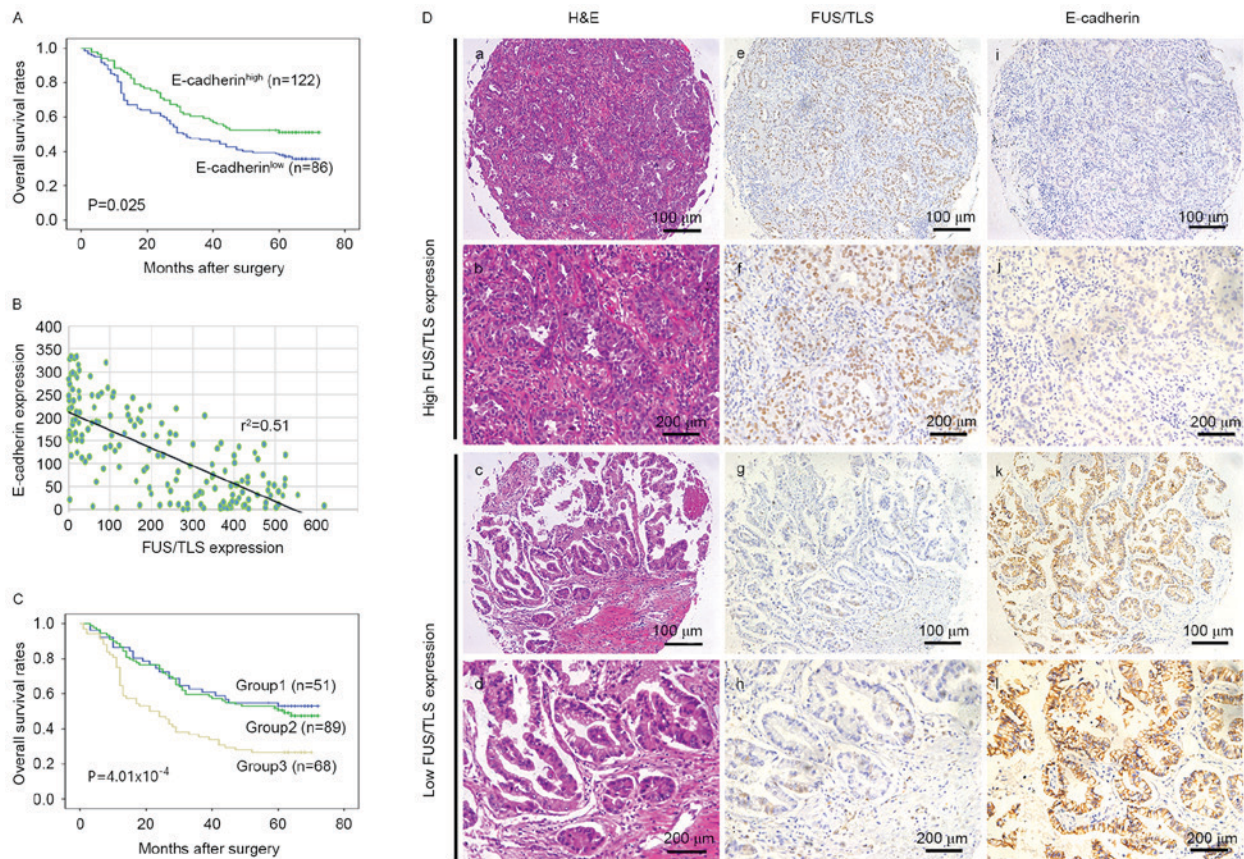 A
1.0
0.8
0.6
0.4
0.2
0.0
Overall survival rates
E-cadherinhigh (n=122)
E-cadherinlow (n=86)
P=0.025
0 20 40 60 80
Months after surgery
B
400
350
300
250
200
150
100
50
0
E-cadherin expression
r²=0.51
0 100 200 300 400 500 600
FUS/TLS expression
C
1.0
0.8
0.6
0.4
0.2
0.0
Overall survival rates
Group1 (n=51)
Group2 (n=89)
Group3 (n=68)
P=4.01x10⁻⁴
0 20 40 60 80
Months after surgery
D
H&E FUS/TLS E-cadherin
High FUS/TLS expression
a e i
100 μm 100 μm 100 μm
b f j
200 μm 200 μm 200 μm
Low FUS/TLS expression
c g k
100 μm 100 μm 100 μm
d h l
200 μm 200 μm 200 μm